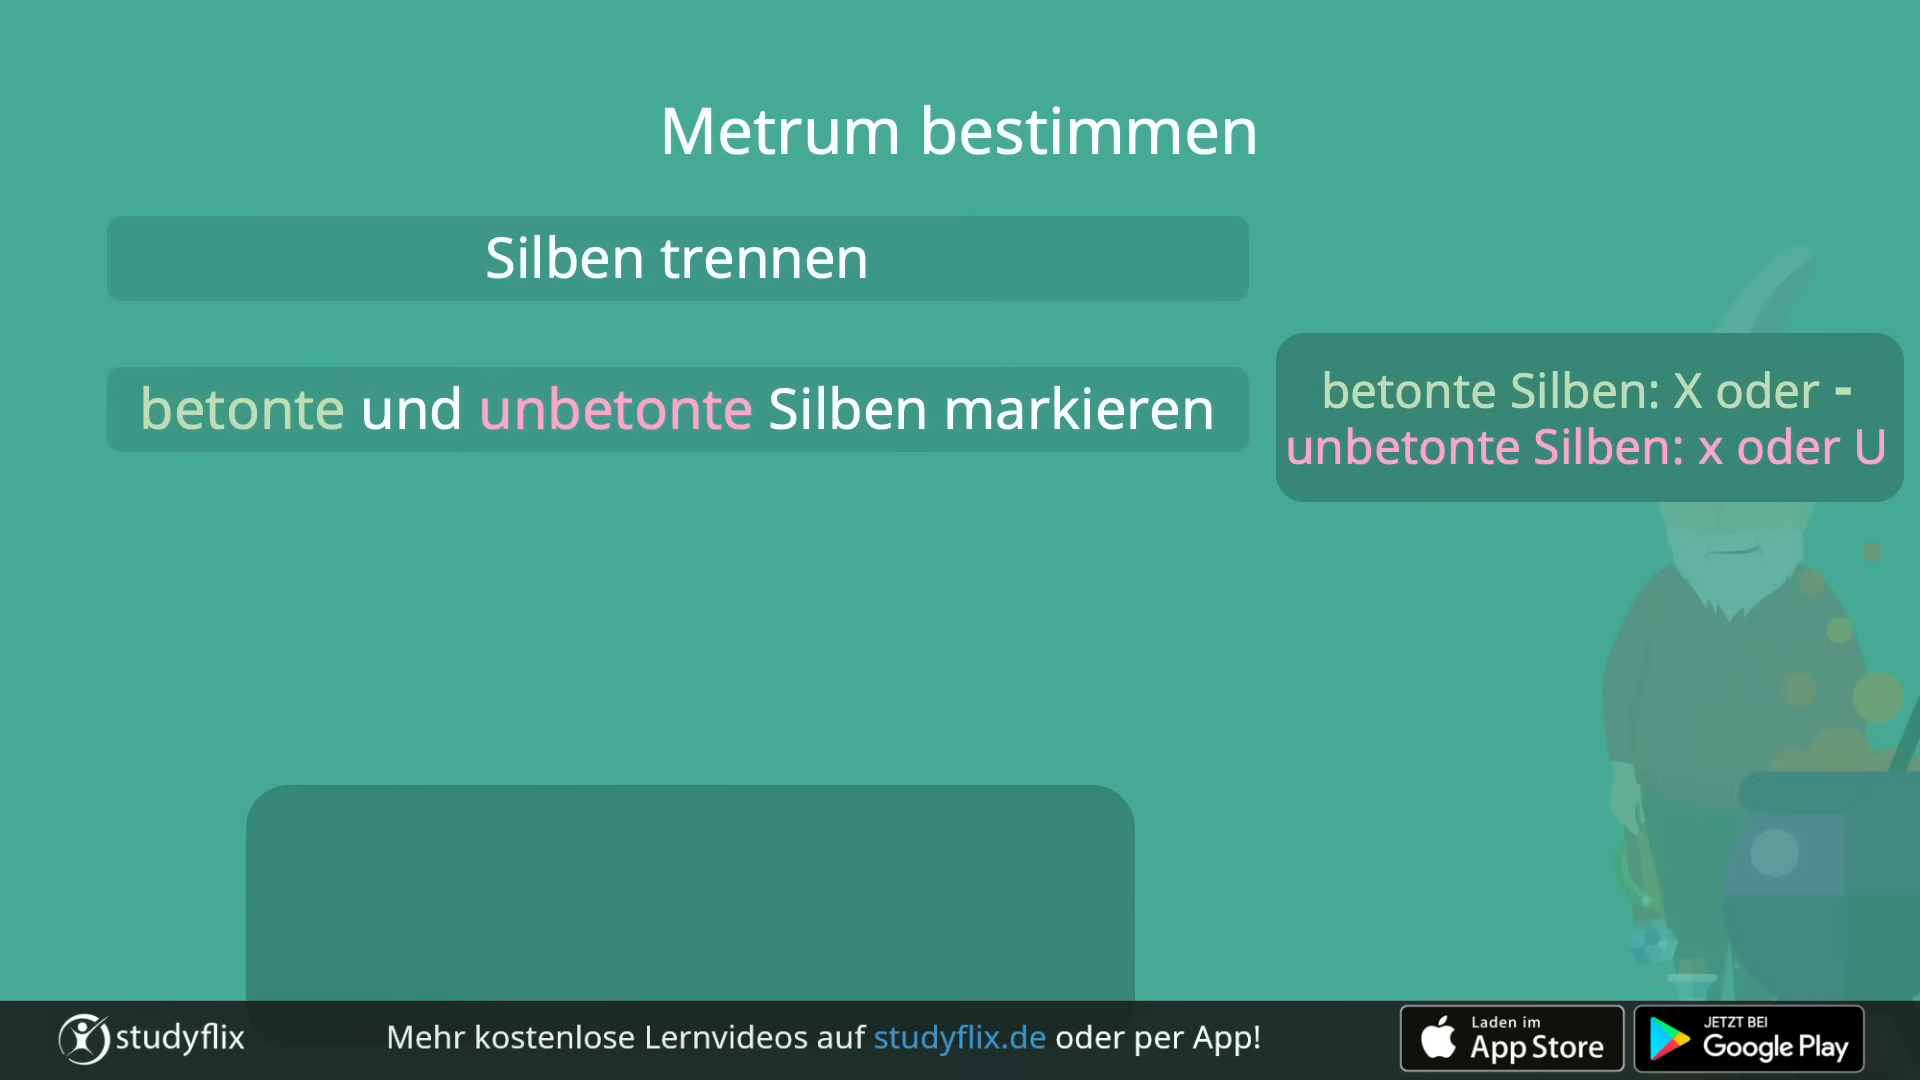 Metrum bestimmen
Silben trennen
betonte und unbetonte Silben markieren
betonte Silben: X oder -
unbetonte Silben: x oder U
studyflix
Mehr kostenlose Lernvideos auf studyflix.de oder per App!
Laden im
App Store
JETZT BEI
Google Play